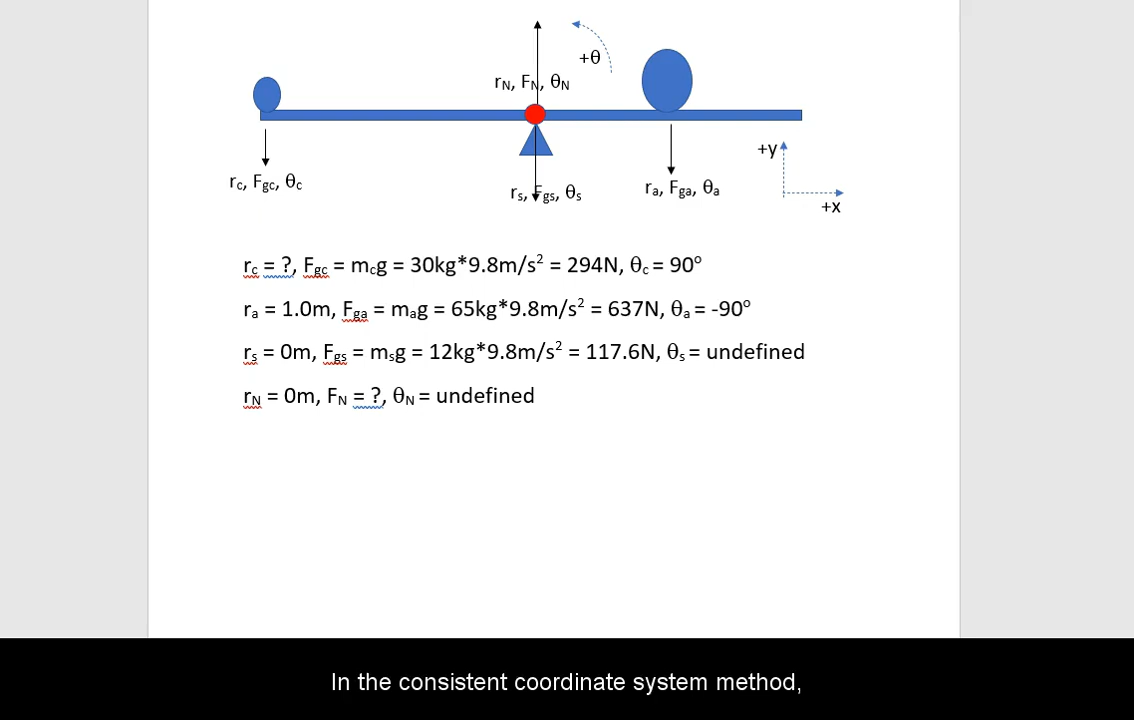 +θ
rN, FN, θN
+y
rc, Fgc, θc
rs, Fgs, θs
ra, Fga, θa
+x
rc = ?, Fgc = mcg = 30kg*9.8m/s² = 294N, θc = 90°
ra = 1.0m, Fga = mag = 65kg*9.8m/s² = 637N, θa = -90°
rs = 0m, Fgs = msg = 12kg*9.8m/s² = 117.6N, θs = undefined
rN = 0m, FN = ?, θN = undefined
In the consistent coordinate system method,